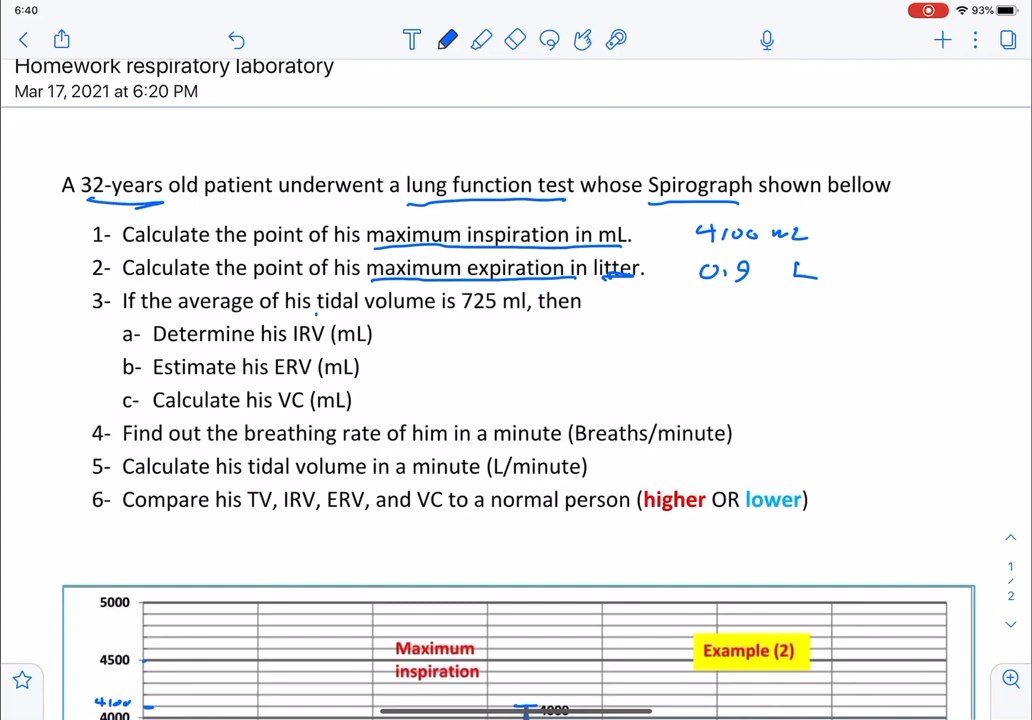 6:40
93%
Homework respiratory laboratory
Mar 17, 2021 at 6:20 PM
A 32-years old patient underwent a lung function test whose Spirograph shown bellow
1- Calculate the point of his maximum inspiration in mL. 4100 mL
2- Calculate the point of his maximum expiration in litter. 0.9 L
3- If the average of his tidal volume is 725 ml, then
a- Determine his IRV (mL)
b- Estimate his ERV (mL)
c- Calculate his VC (mL)
4- Find out the breathing rate of him in a minute (Breaths/minute)
5- Calculate his tidal volume in a minute (L/minute)
6- Compare his TV, IRV, ERV, and VC to a normal person (higher OR lower)
1
/
2
5000
Maximum
inspiration
Example (2)
4500
4100
4000